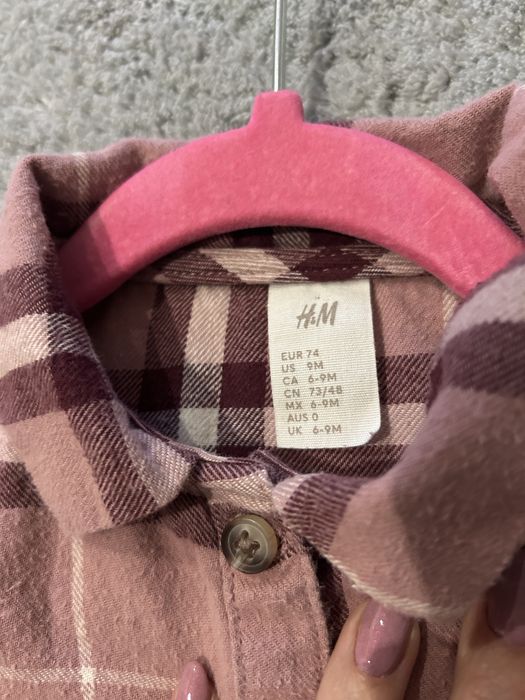 H&M
EUR 74
US 9M
CA 6-9M
CN 73/48
MX 6-9M
AUS 0
UK 6-9M